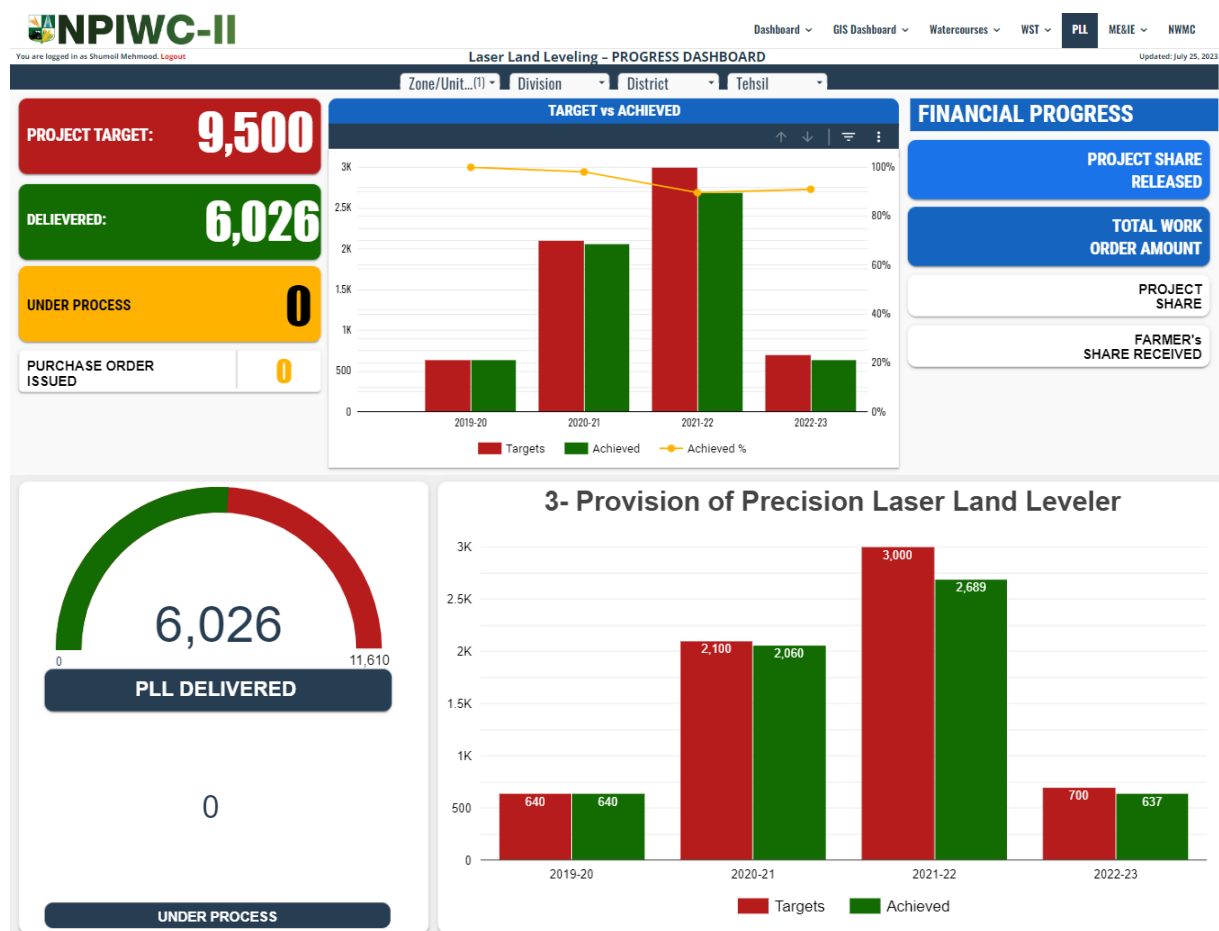 NPIWC-II
Dashboard GIS Dashboard Watercourses WST PLL ME&IE NWMC
You are logged in as Shumoil Mehmood. Logout
Laser Land Leveling – PROGRESS DASHBOARD
Updated: July 25, 2023
Zone/Unit...(1) Division District Tehsil
PROJECT TARGET: 9,500
DELIEVERED: 6,026
UNDER PROCESS 0
PURCHASE ORDER
ISSUED
0
TARGET vs ACHIEVED
3K
2.5K
2K
1.5K
1K
500
0
100%
80%
60%
40%
20%
0%
2019-20 2020-21 2021-22 2022-23
Targets Achieved Achieved %
FINANCIAL PROGRESS
PROJECT SHARE
RELEASED
TOTAL WORK
ORDER AMOUNT
PROJECT
SHARE
FARMER's
SHARE RECEIVED
6,026
0 11,610
PLL DELIVERED
0
UNDER PROCESS
3- Provision of Precision Laser Land Leveler
3K
2.5K
2K
1.5K
1K
500
0
640 640
2,100 2,060
3,000 2,689
700 637
2019-20 2020-21 2021-22 2022-23
Targets Achieved